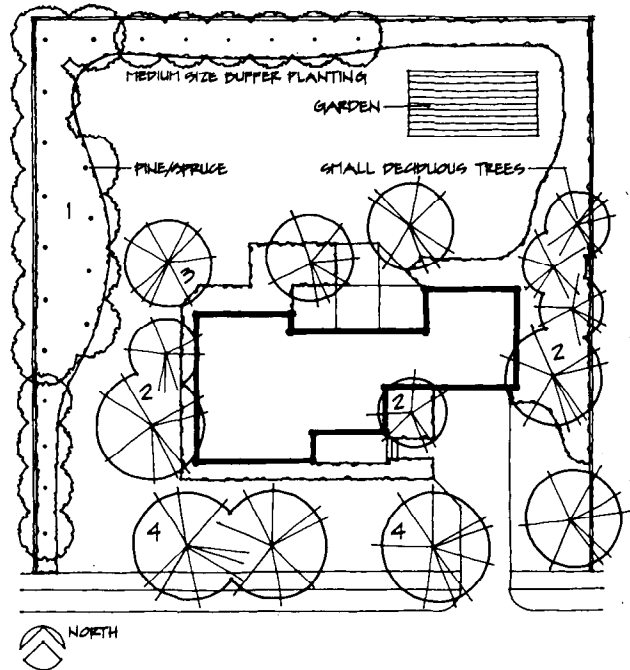 MEDIUM SIZE BUFFER PLANTING
GARDEN
PINE/SPRUCE
SMALL DECIDUOUS TREES
1
3
2
2
2
4
4
NORTH